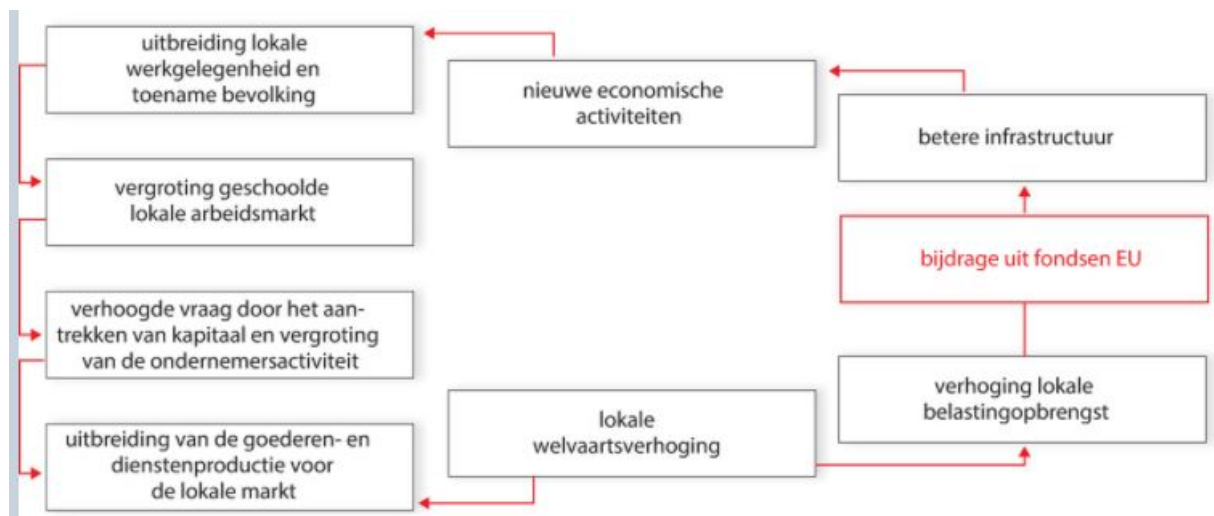 uitbreiding lokale
werkgelegenheid en
toename bevolking
nieuwe economische
activiteiten
betere infrastructuur
vergroting geschoolde
lokale arbeidsmarkt
bijdrage uit fondsen EU
verhoogde vraag door het aan-
trekken van kapitaal en vergroting
van de ondernemersactiviteit
verhoging lokale
belastingopbrengst
lokale
welvaartsverhoging
uitbreiding van de goederen- en
dienstenproductie voor
de lokale markt